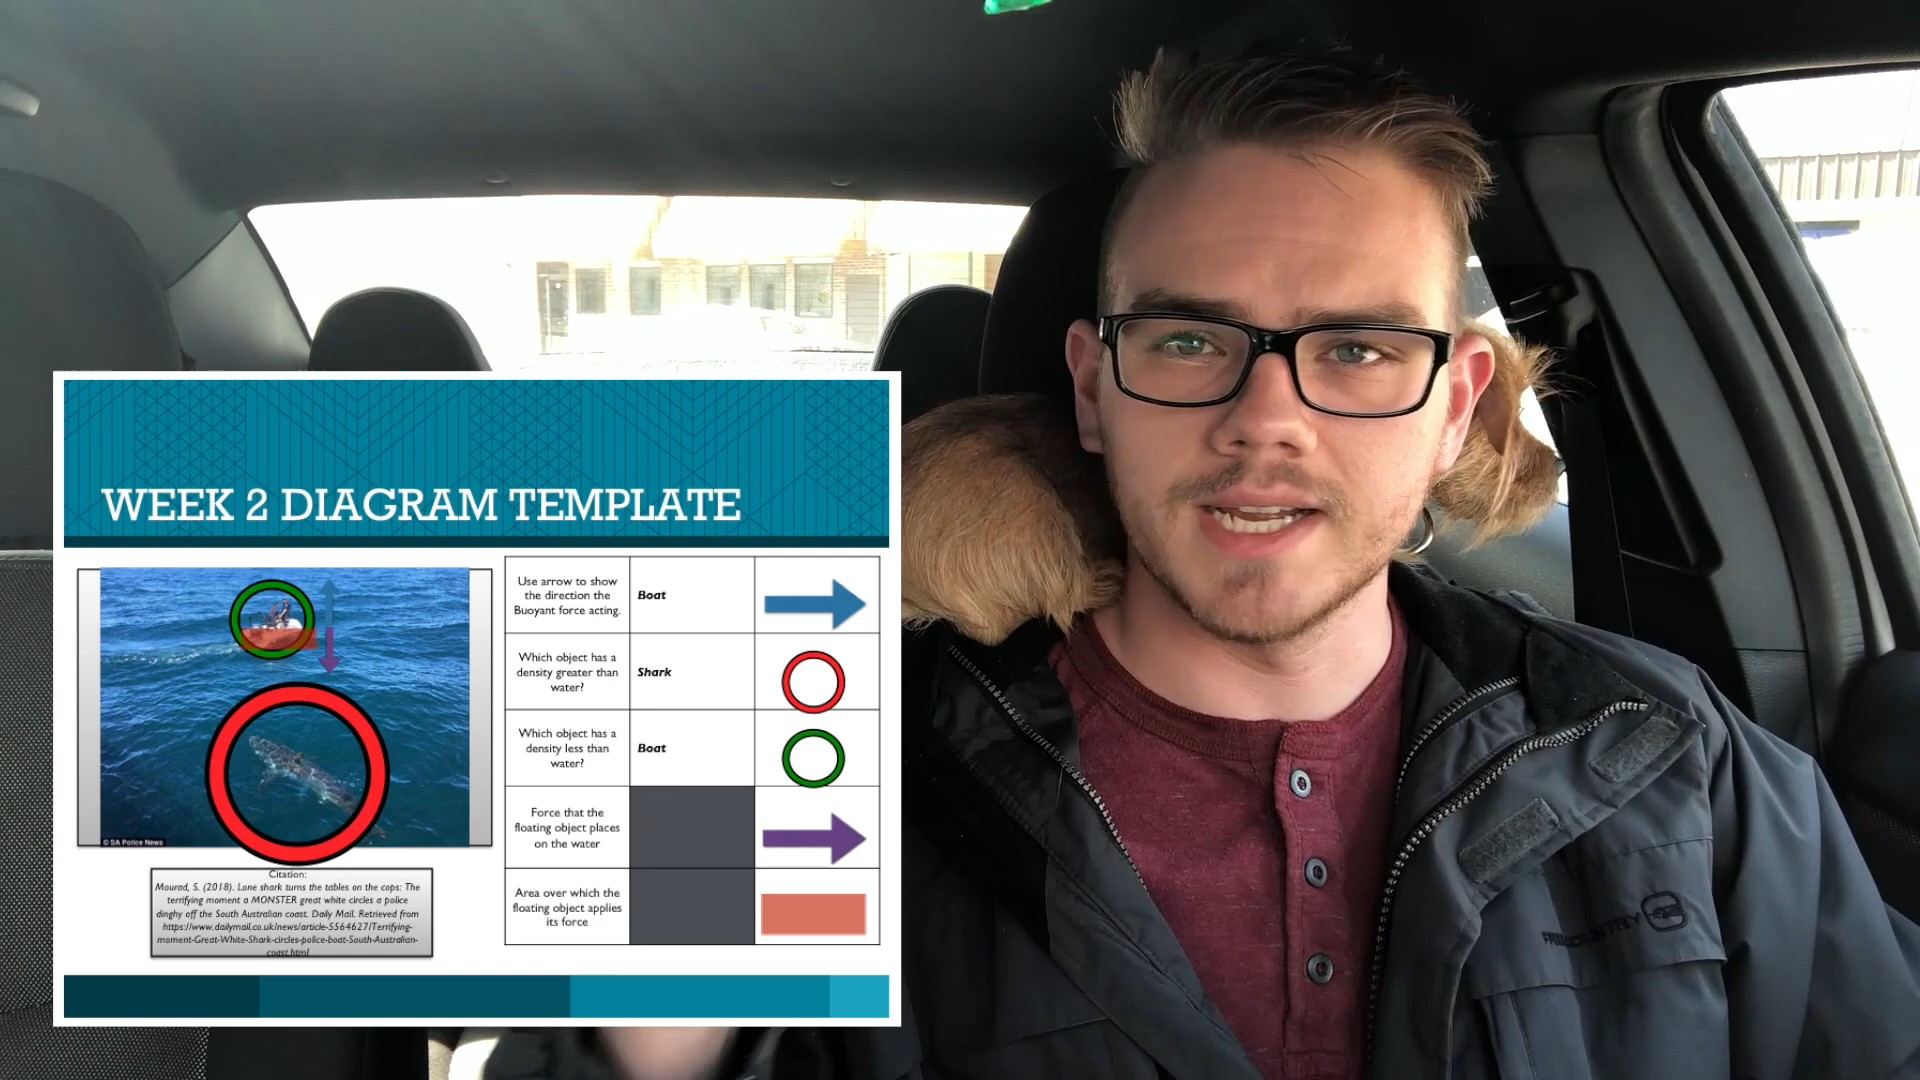 WEEK 2 DIAGRAM TEMPLATE
Use arrow to show
the direction the
Buoyant force acting.
Boat
Which object has a
density greater than
water?
Shark
Which object has a
density less than
water?
Boat
Force that the
floating object places
on the water
Area over which the
floating object applies
its force
© SA Police News
Citation:
Mourad, S. (2018). Lone shark turns the tables on the cops: The
terrifying moment a MONSTER great white circles a police
dinghy off the South Australian coast. Daily Mail. Retrieved from
https://www.dailymail.co.uk/news/article-5564627/Terrifying-
moment-Great-White-Shark-circles-police-boat-South-Australian-
coast.html